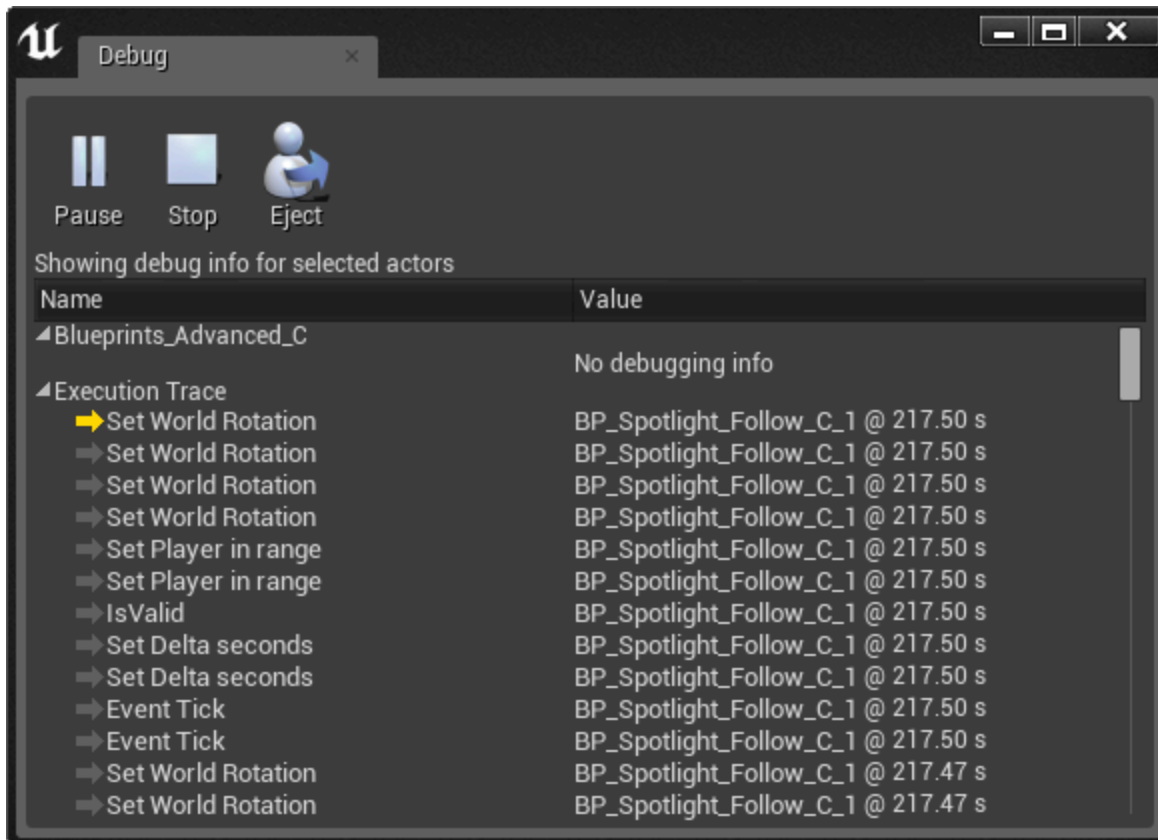 Debug
Pause Stop Eject
Showing debug info for selected actors
Name Value
Blueprints_Advanced_C
No debugging info
Execution Trace
Set World Rotation BP_Spotlight_Follow_C_1 @ 217.50 s
Set World Rotation BP_Spotlight_Follow_C_1 @ 217.50 s
Set World Rotation BP_Spotlight_Follow_C_1 @ 217.50 s
Set World Rotation BP_Spotlight_Follow_C_1 @ 217.50 s
Set Player in range BP_Spotlight_Follow_C_1 @ 217.50 s
Set Player in range BP_Spotlight_Follow_C_1 @ 217.50 s
IsValid BP_Spotlight_Follow_C_1 @ 217.50 s
Set Delta seconds BP_Spotlight_Follow_C_1 @ 217.50 s
Set Delta seconds BP_Spotlight_Follow_C_1 @ 217.50 s
Event Tick BP_Spotlight_Follow_C_1 @ 217.50 s
Event Tick BP_Spotlight_Follow_C_1 @ 217.50 s
Set World Rotation BP_Spotlight_Follow_C_1 @ 217.47 s
Set World Rotation BP_Spotlight_Follow_C_1 @ 217.47 s